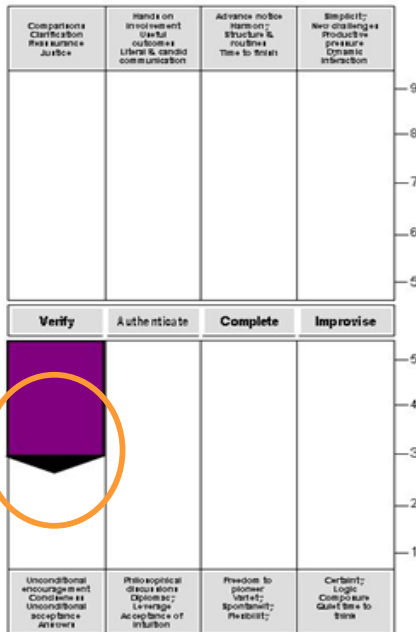 Comparisons
Clarification
Reassurance
Justice
Hands on
involvement
Useful
outcomes
Literal & candid
communication
Advance notice
Harmony
Structure &
routines
Time to finish
Simplicity
New challenges
Productive
pressure
Dynamic
interaction
9
8
7
6
5
Verify
Authenticate
Complete
Improvise
5
4
3
2
1
Unconditional
encouragement
Conciseness
Unconditional
acceptance
Answers
Philosophical
discussions
Diplomacy
Leverage
Acceptance of
intuition
Freedom to
pioneer
Variety
Spontaneity
Flexibility
Certainty
Logic
Composure
Quiet time to
think